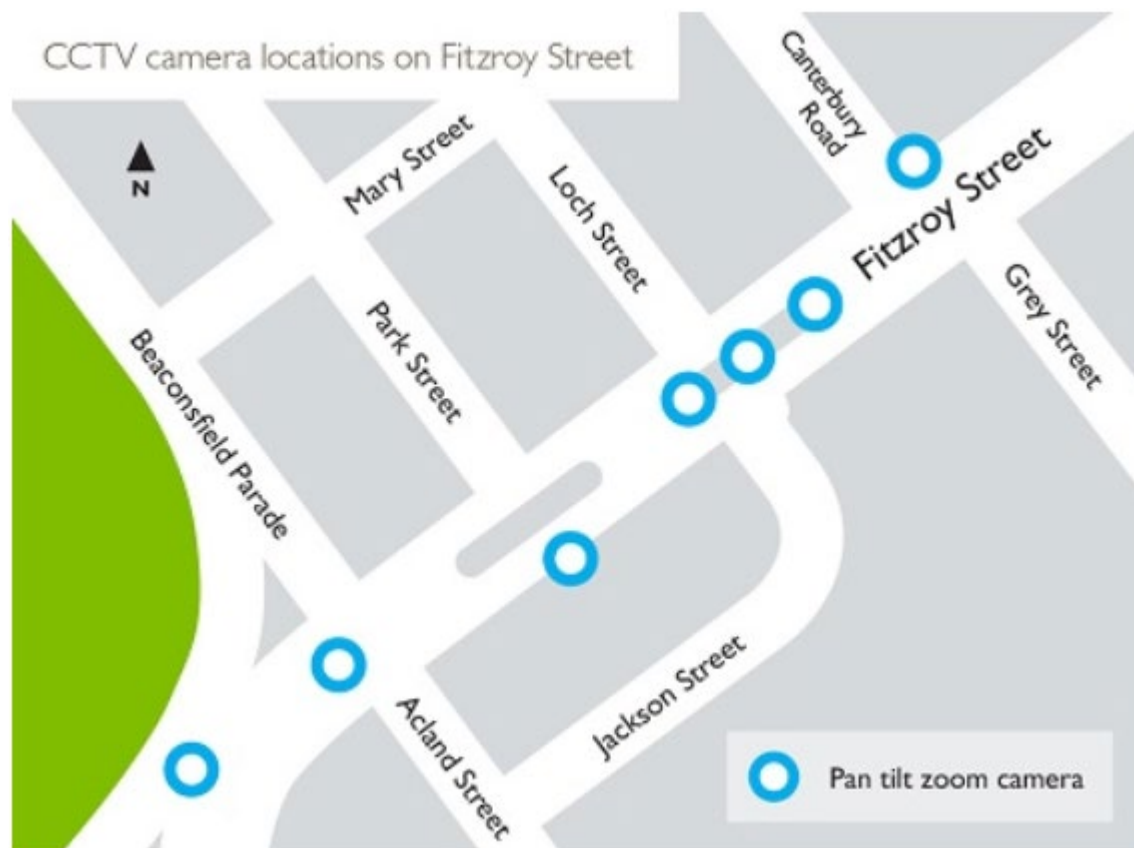 CCTV camera locations on Fitzroy Street
Canterbury
Road
N
Mary Street
Loch Street
Fitzroy Street
Grey Street
Park Street
Beaconsfield Parade
Jackson Street
Acland Street
Pan tilt zoom camera